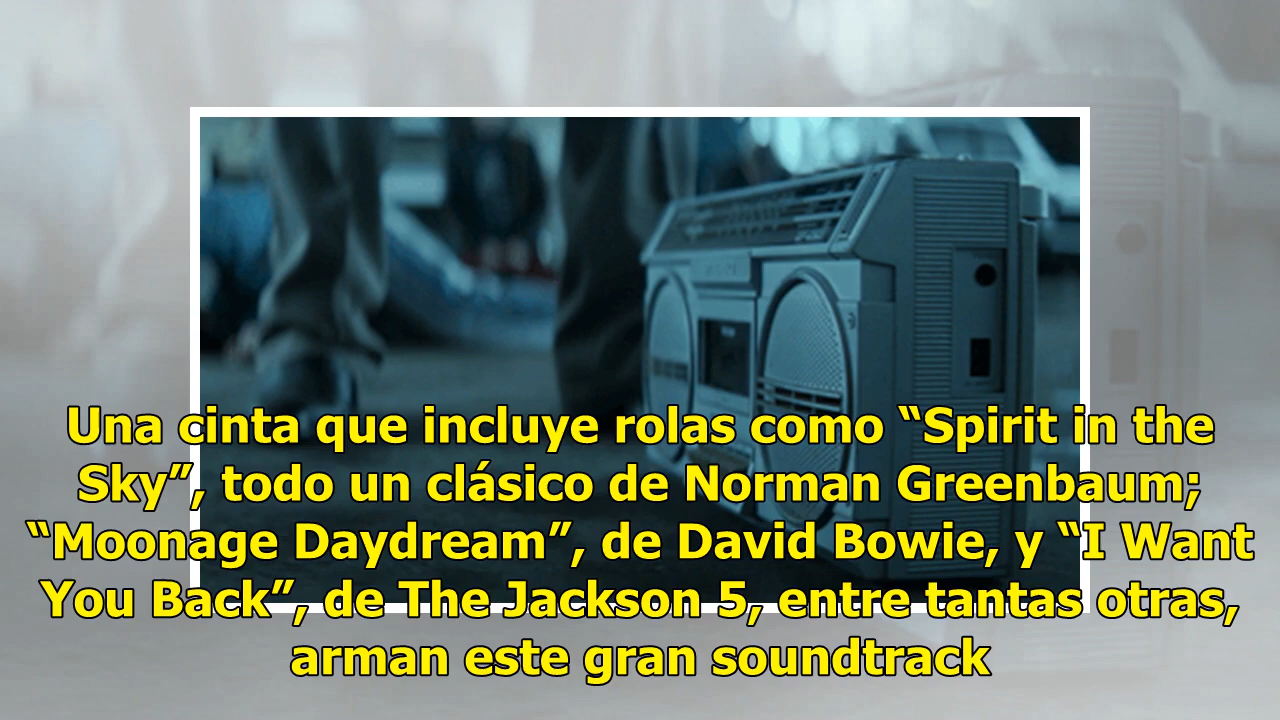 Una cinta que incluye rolas como “Spirit in the
Sky”, todo un clásico de Norman Greenbaum;
“Moonage Daydream”, de David Bowie, y “I Want
You Back”, de The Jackson 5, entre tantas otras,
arman este gran soundtrack